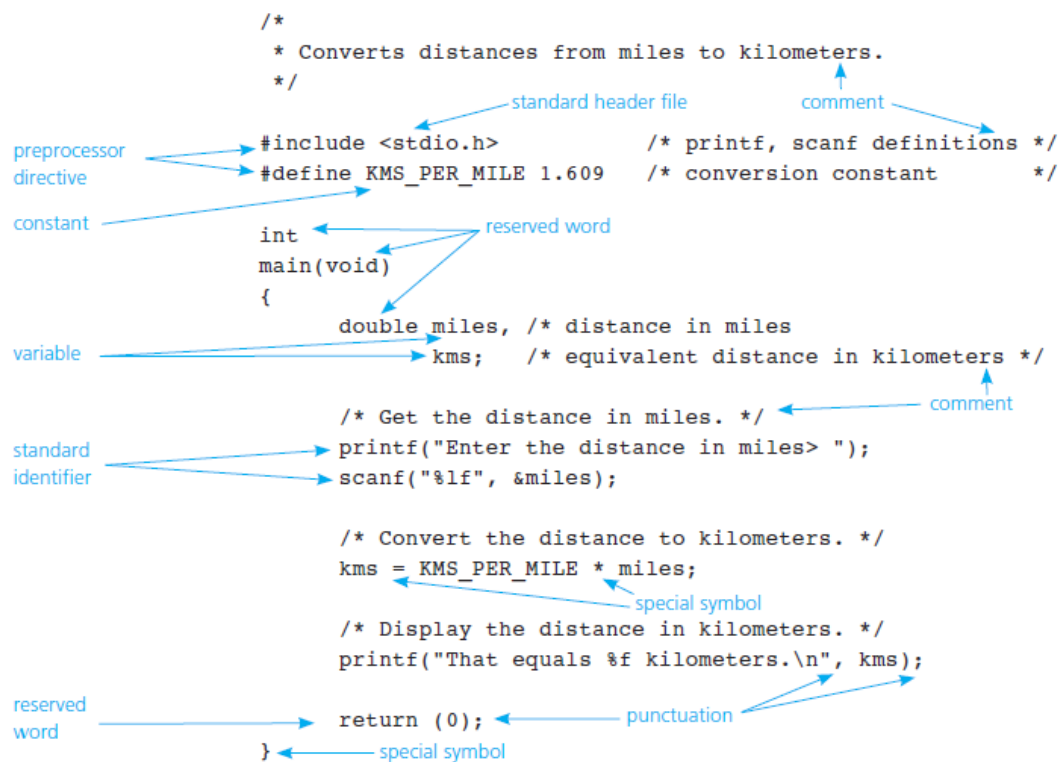 /*
 * Converts distances from miles to kilometers.
 */
standard header file comment
preprocessor directive
#include <stdio.h> /* printf, scanf definitions */
#define KMS_PER_MILE 1.609 /* conversion constant */
constant
reserved word
int
main(void)
{
double miles, /* distance in miles
variable
kms; /* equivalent distance in kilometers */
comment
/* Get the distance in miles. */
standard
identifier
printf("Enter the distance in miles> ");
scanf("%lf", &miles);
/* Convert the distance to kilometers. */
kms = KMS_PER_MILE * miles;
special symbol
/* Display the distance in kilometers. */
printf("That equals %f kilometers.\n", kms);
reserved
word
return (0); punctuation
} special symbol